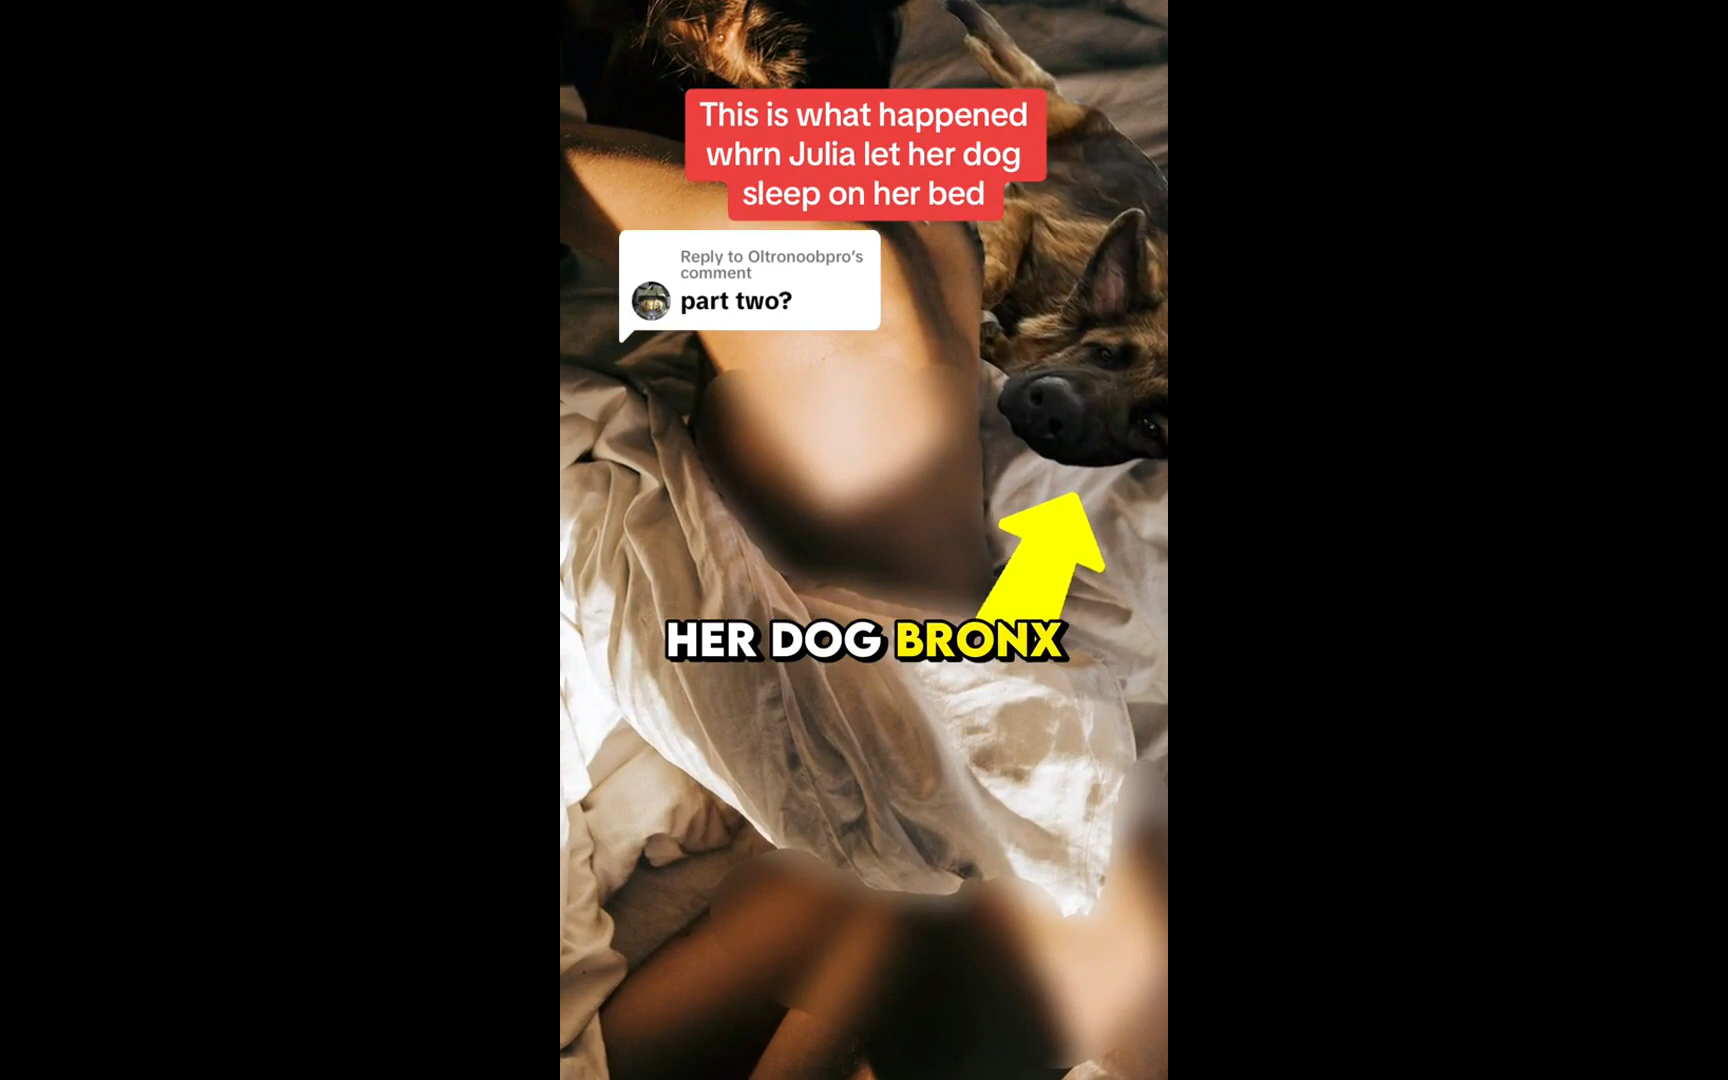 This is what happened
whrn Julia let her dog
sleep on her bed
Reply to Oltronoobpro's
comment
part two?
HER DOG BRONX